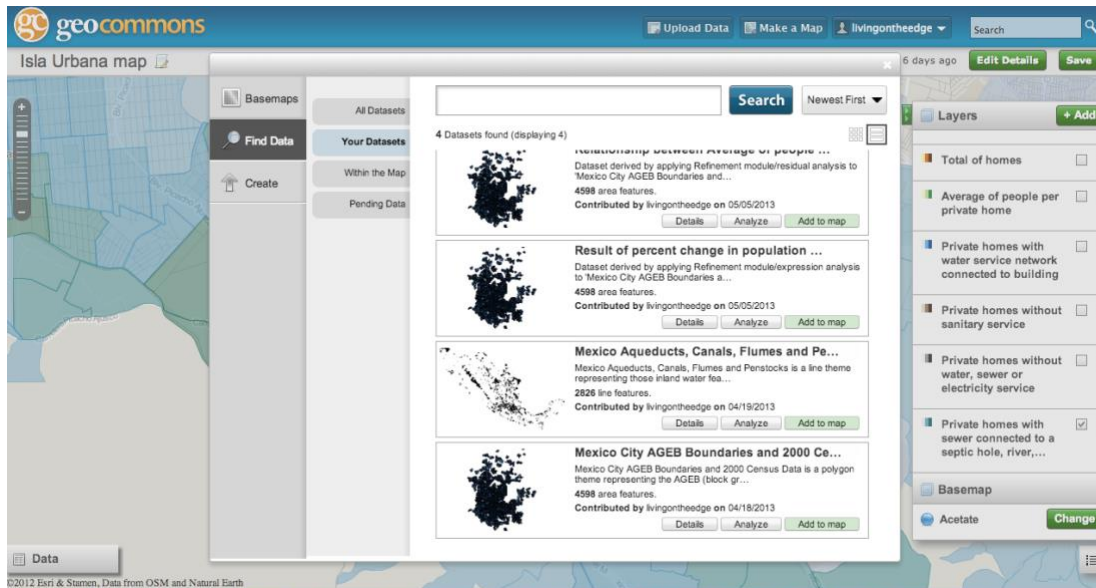 gc geocommons
Upload Data
Make a Map
livingontheedge
Search
Isla Urbana map
6 days ago
Edit Details
Save
Basemaps
Find Data
Create
All Datasets
Your Datasets
Within the Map
Pending Data
Search
Newest First
4 Datasets found (displaying 4)
Relationship between Average of people ...
Dataset derived by applying Refinement module/residual analysis to
'Mexico City AGEB Boundaries and...
4598 area features.
Contributed by livingontheedge on 05/05/2013
Details Analyze Add to map
Result of percent change in population ...
Dataset derived by applying Refinement module/expression analysis
to 'Mexico City AGEB Boundaries a...
4598 area features.
Contributed by livingontheedge on 05/05/2013
Details Analyze Add to map
Mexico Aqueducts, Canals, Flumes and Pe...
Mexico Aqueducts, Canals, Flumes and Penstocks is a line theme
representing those inland water fea...
2826 line features.
Contributed by livingontheedge on 04/19/2013
Details Analyze Add to map
Mexico City AGEB Boundaries and 2000 Ce...
Mexico City AGEB Boundaries and 2000 Census Data is a polygon
theme representing the AGEB (block gr...
4598 area features.
Contributed by livingontheedge on 04/18/2013
Details Analyze Add to map
Layers
+ Add
Total of homes
Average of people per
private home
Private homes with
water service network
connected to building
Private homes without
sanitary service
Private homes without
water, sewer or
electricity service
Private homes with
sewer connected to a
septic hole, river,...
Basemap
Acetate
Change
Data
©2012 Esri & Stamen, Data from OSM and Natural Earth